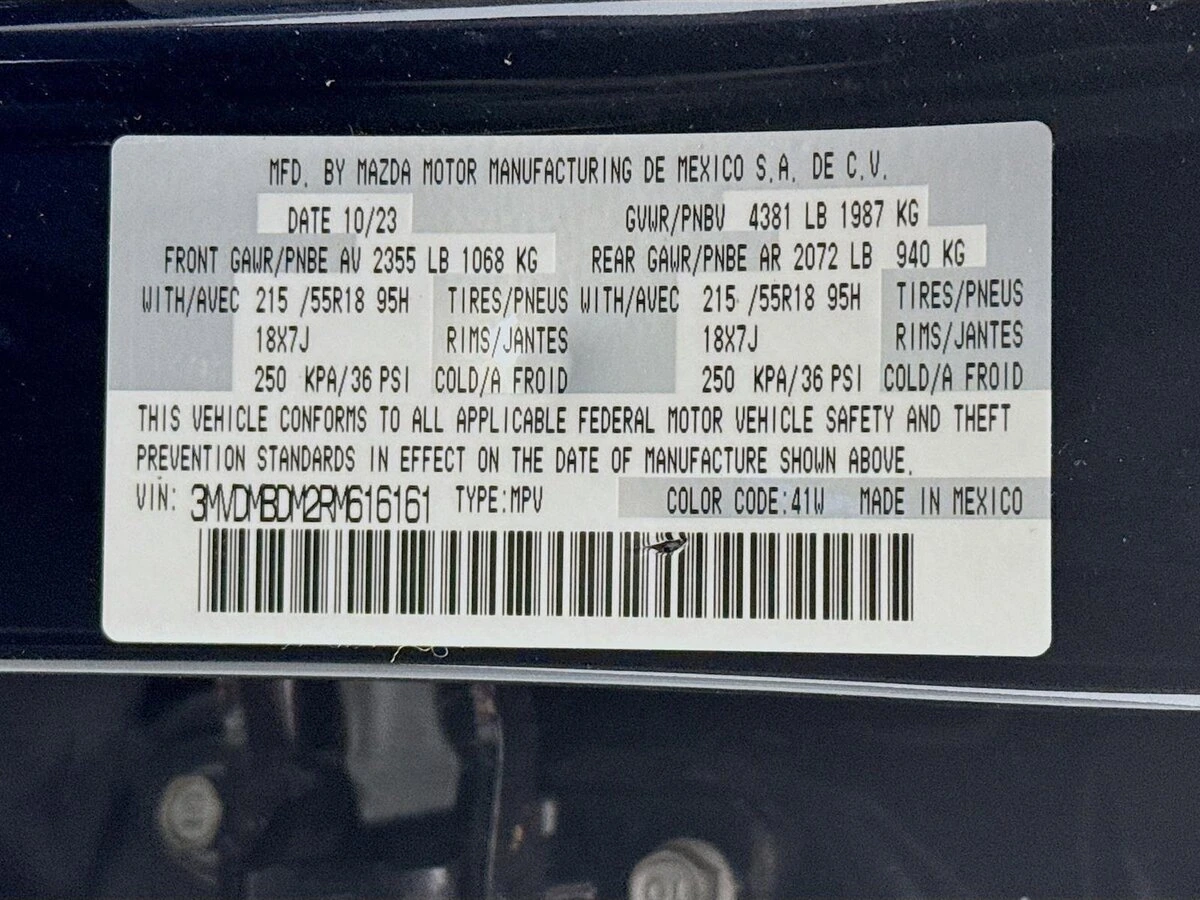 MFD. BY MAZDA MOTOR MANUFACTURING DE MEXICO S.A. DE C.V.
DATE 10/23 GVWR/PNBV 4381 LB 1987 KG
FRONT GAWR/PNBE AV 2355 LB 1068 KG REAR GAWR/PNBE AR 2072 LB 940 KG
WITH/AVEC 215 /55R18 95H TIRES/PNEUS WITH/AVEC 215 /55R18 95H TIRES/PNEUS
18X7J RIMS/JANTES 18X7J RIMS/JANTES
250 KPA/36 PSI COLD/A FROID 250 KPA/36 PSI COLD/A FROID
THIS VEHICLE CONFORMS TO ALL APPLICABLE FEDERAL MOTOR VEHICLE SAFETY AND THEFT
PREVENTION STANDARDS IN EFFECT ON THE DATE OF MANUFACTURE SHOWN ABOVE.
VIN: 3MVDMBDM2RM616161 TYPE:MPV COLOR CODE:41W MADE IN MEXICO